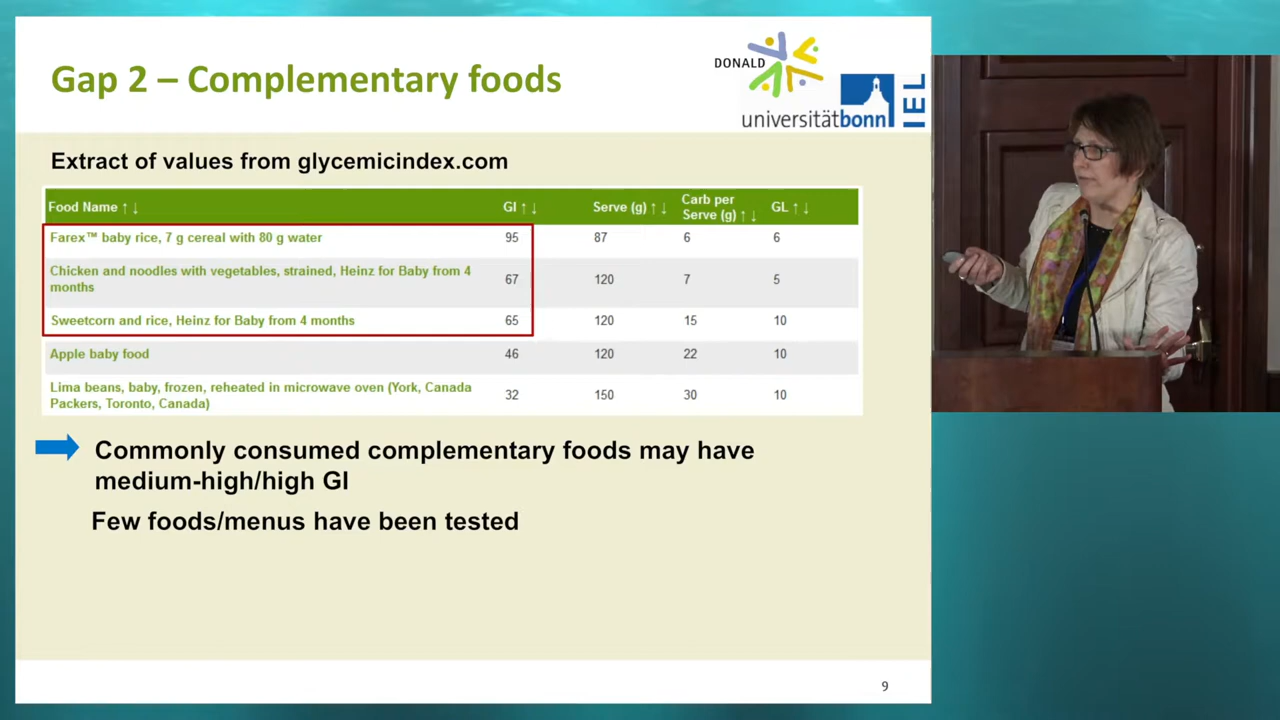 Gap 2 – Complementary foods
DONALD
universitätbonn
IEL
Extract of values from glycemicindex.com
Food Name ↑↓ GI ↑↓ Serve (g) ↑↓ Carb per Serve (g) ↑↓ GL ↑↓
Farex™ baby rice, 7 g cereal with 80 g water 95 87 6 6
Chicken and noodles with vegetables, strained, Heinz for Baby from 4
months 67 120 7 5
Sweetcorn and rice, Heinz for Baby from 4 months 65 120 15 10
Apple baby food 46 120 22 10
Lima beans, baby, frozen, reheated in microwave oven (York, Canada
Packers, Toronto, Canada) 32 150 30 10
Commonly consumed complementary foods may have
medium-high/high GI
Few foods/menus have been tested
9